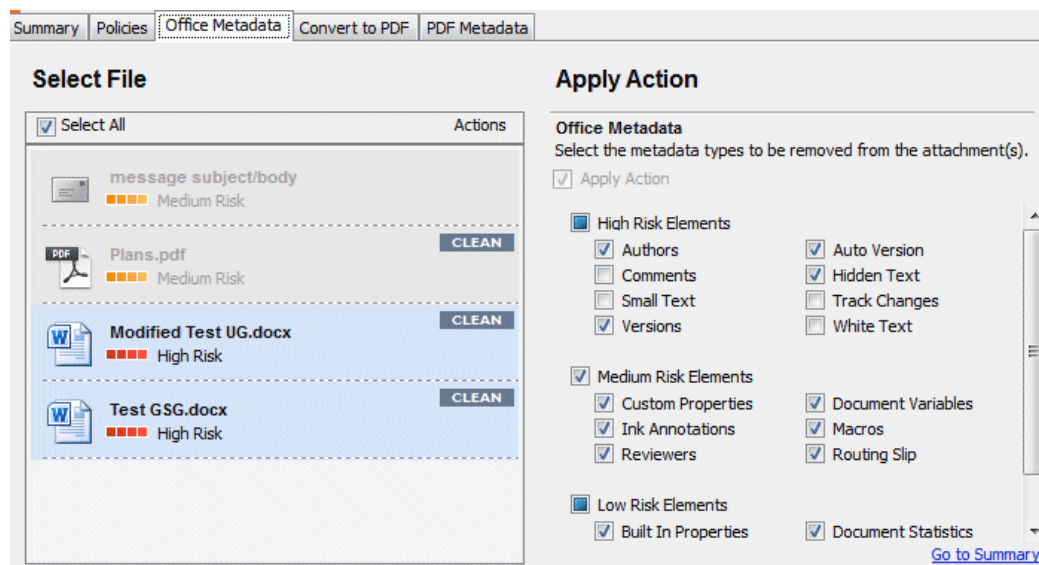 Summary Policies Office Metadata Convert to PDF PDF Metadata
Select File
Select All Actions
message subject/body
Medium Risk
CLEAN
PDF
Plans.pdf
Medium Risk
CLEAN
W
Modified Test UG.docx
High Risk
CLEAN
W
Test GSG.docx
High Risk
Apply Action
Office Metadata
Select the metadata types to be removed from the attachment(s).
Apply Action
High Risk Elements
Authors Auto Version
Comments Hidden Text
Small Text Track Changes
Versions White Text
Medium Risk Elements
Custom Properties Document Variables
Ink Annotations Macros
Reviewers Routing Slip
Low Risk Elements
Built In Properties Document Statistics
Go to Summary